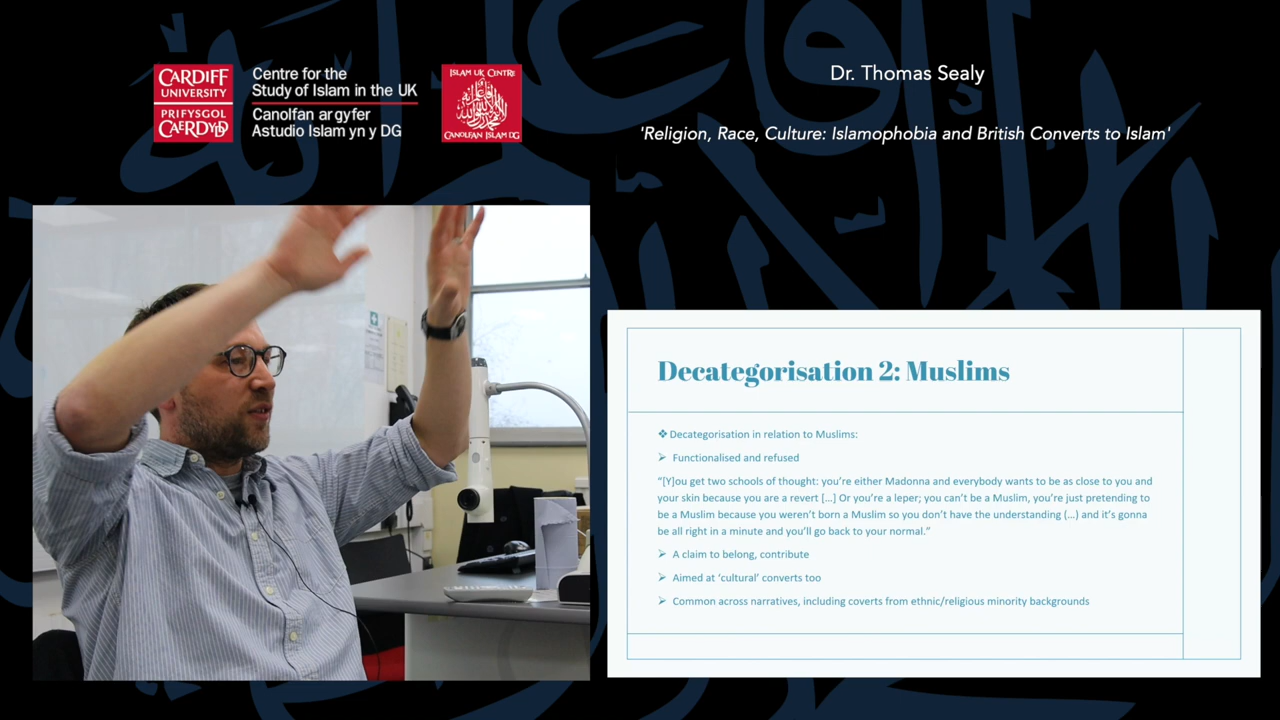 CARDIFF
UNIVERSITY
PRIFYSGOL
CAERDYDD
Centre for the
Study of Islam in the UK
Canolfan ar gyfer
Astudio Islam yn y DG
ISLAM UK CENTRE
CANOLFAN ISLAM DG
Dr. Thomas Sealy
'Religion, Race, Culture: Islamophobia and British Converts to Islam'
Decategorisation 2: Muslims
❖ Decategorisation in relation to Muslims:
➢ Functionalised and refused
“[Y]ou get two schools of thought: you’re either Madonna and everybody wants to be as close to you and
your skin because you are a revert […] Or you’re a leper; you can’t be a Muslim, you’re just pretending to
be a Muslim because you weren’t born a Muslim so you don’t have the understanding (…) and it’s gonna
be all right in a minute and you’ll go back to your normal.”
➢ A claim to belong, contribute
➢ Aimed at ‘cultural’ converts too
➢ Common across narratives, including coverts from ethnic/religious minority backgrounds